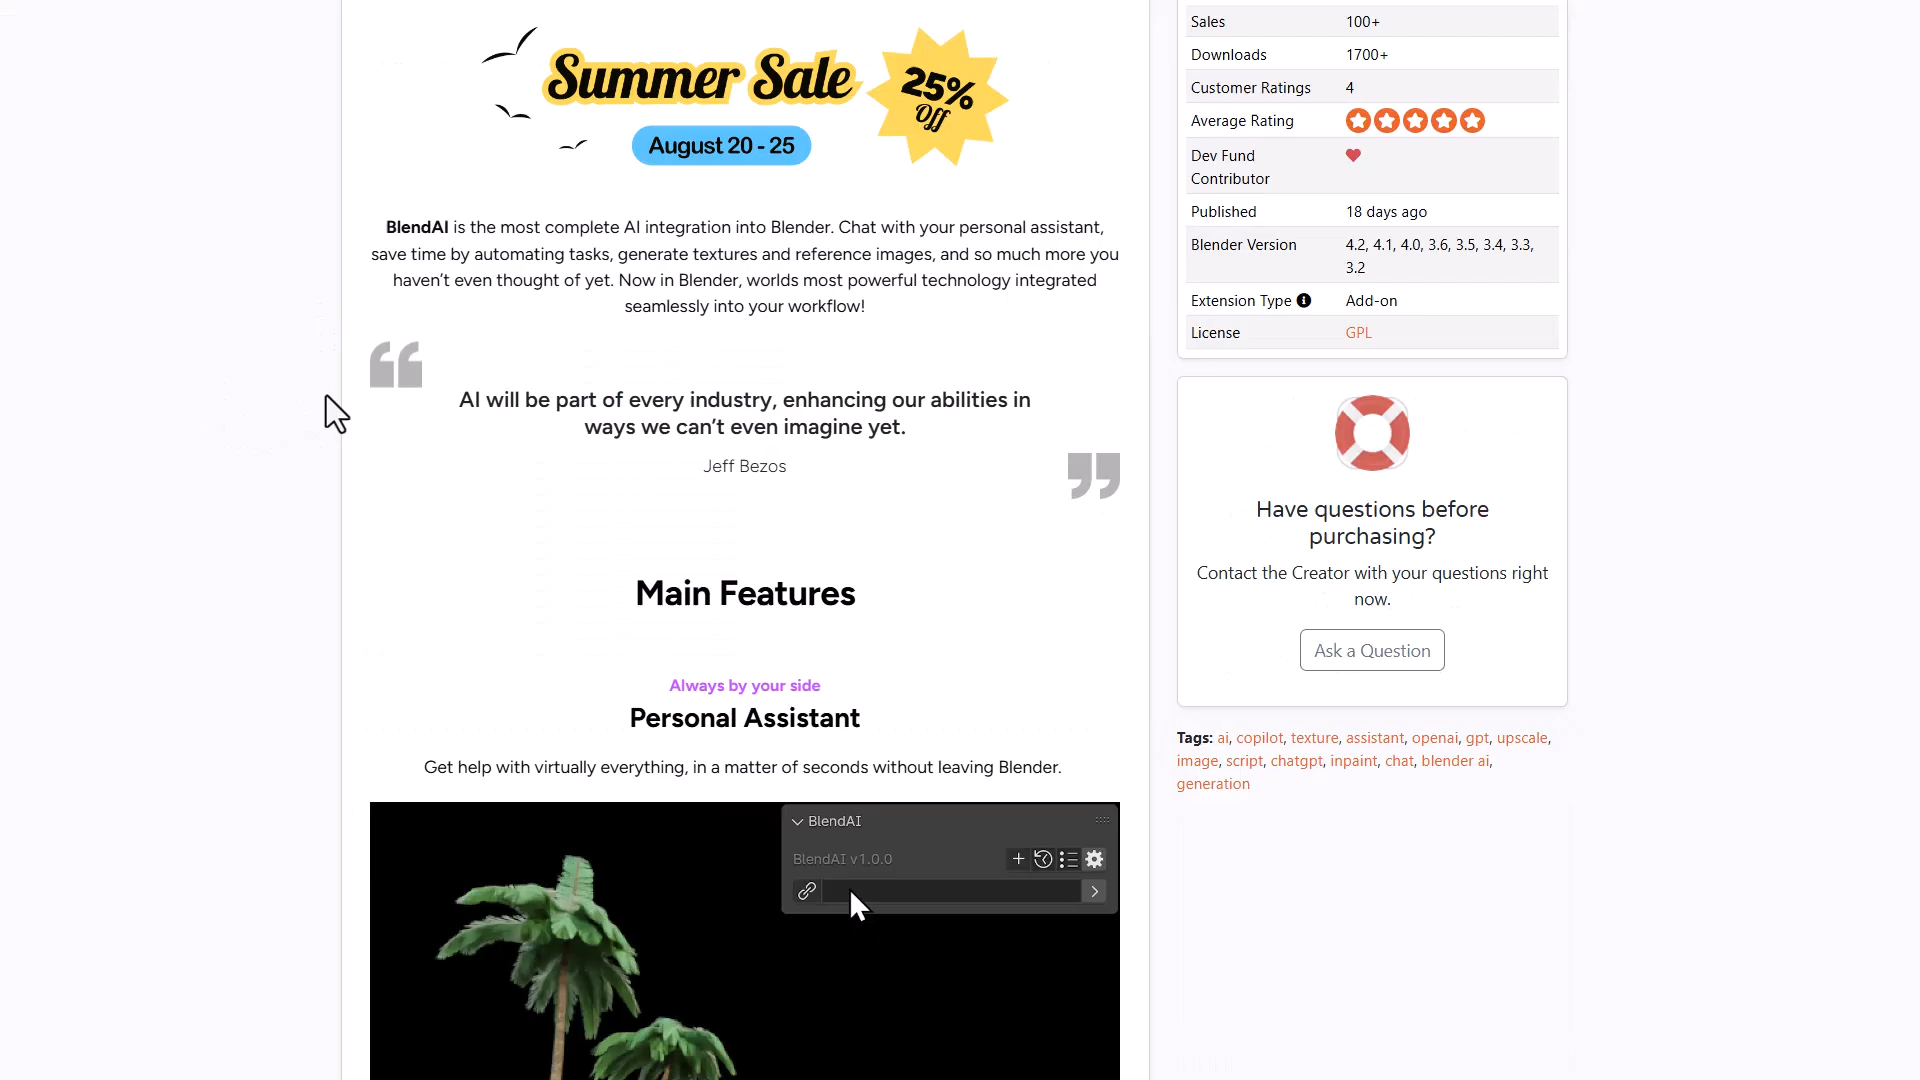 Summer Sale
25%
Off
August 20 - 25
BlendAI is the most complete AI integration into Blender. Chat with your personal assistant,
save time by automating tasks, generate textures and reference images, and so much more you
haven’t even thought of yet. Now in Blender, worlds most powerful technology integrated
seamlessly into your workflow!
AI will be part of every industry, enhancing our abilities in
ways we can’t even imagine yet.
Jeff Bezos
Main Features
Always by your side
Personal Assistant
Get help with virtually everything, in a matter of seconds without leaving Blender.
BlendAI
BlendAI v1.0.0
Sales 100+
Downloads 1700+
Customer Ratings 4
Average Rating
Dev Fund
Contributor
Published 18 days ago
Blender Version 4.2, 4.1, 4.0, 3.6, 3.5, 3.4, 3.3,
3.2
Extension Type Add-on
License GPL
Have questions before
purchasing?
Contact the Creator with your questions right
now.
Ask a Question
Tags: ai, copilot, texture, assistant, openai, gpt, upscale,
image, script, chatgpt, inpaint, chat, blender ai,
generation